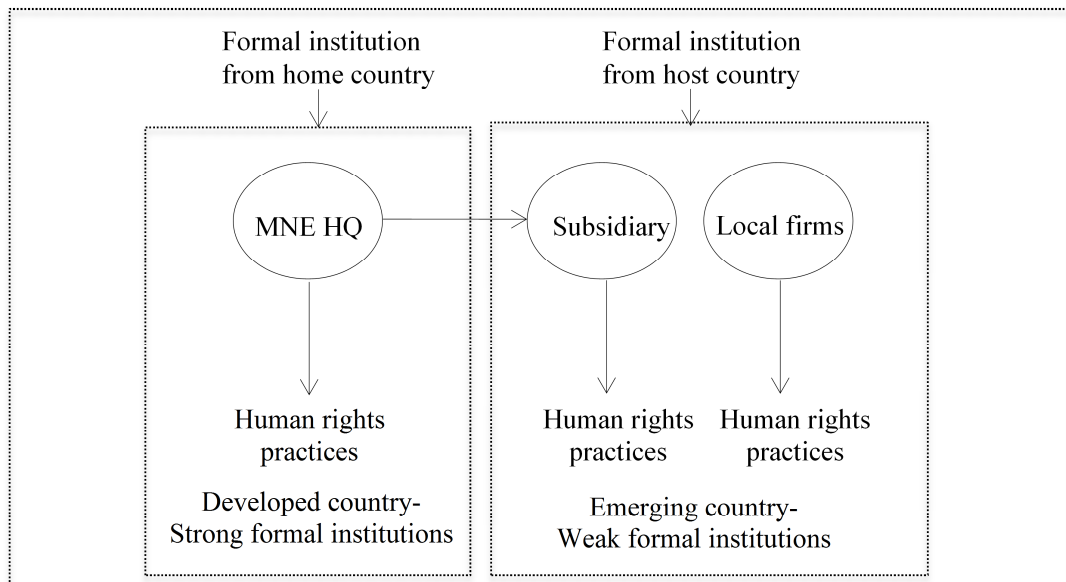 Formal institution
from home country
Formal institution
from host country
MNE HQ
Subsidiary
Local firms
Human rights
practices
Human rights
practices
Human rights
practices
Developed country-
Strong formal institutions
Emerging country-
Weak formal institutions